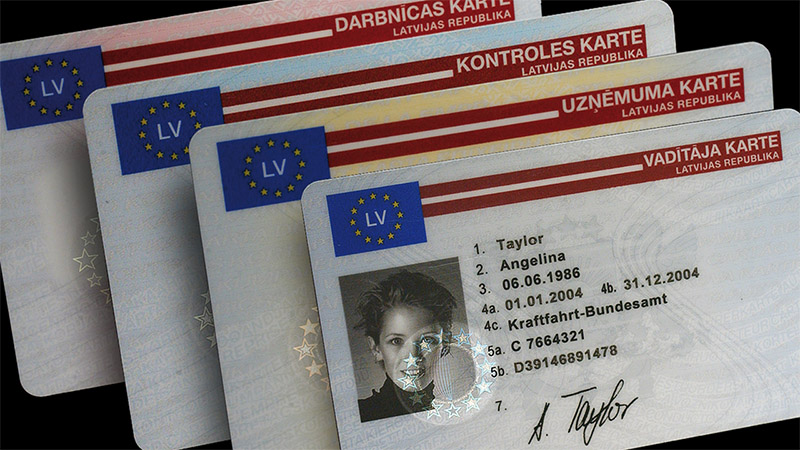 DARBNĪCAS KARTE
LATVIJAS REPUBLIKA
LV
KONTROLES KARTE
LATVIJAS REPUBLIKA
LV
UZŅĒMUMA KARTE
LATVIJAS REPUBLIKA
LV
VADĪTĀJA KARTE
LATVIJAS REPUBLIKA
LV
1. Taylor
2. Angelina
3. 06.06.1986
4a. 01.01.2004 4b. 31.12.2004
4c. Kraftfahrt-Bundesamt
5a. C 7664321
5b. D39146891478
7. A. Taylor